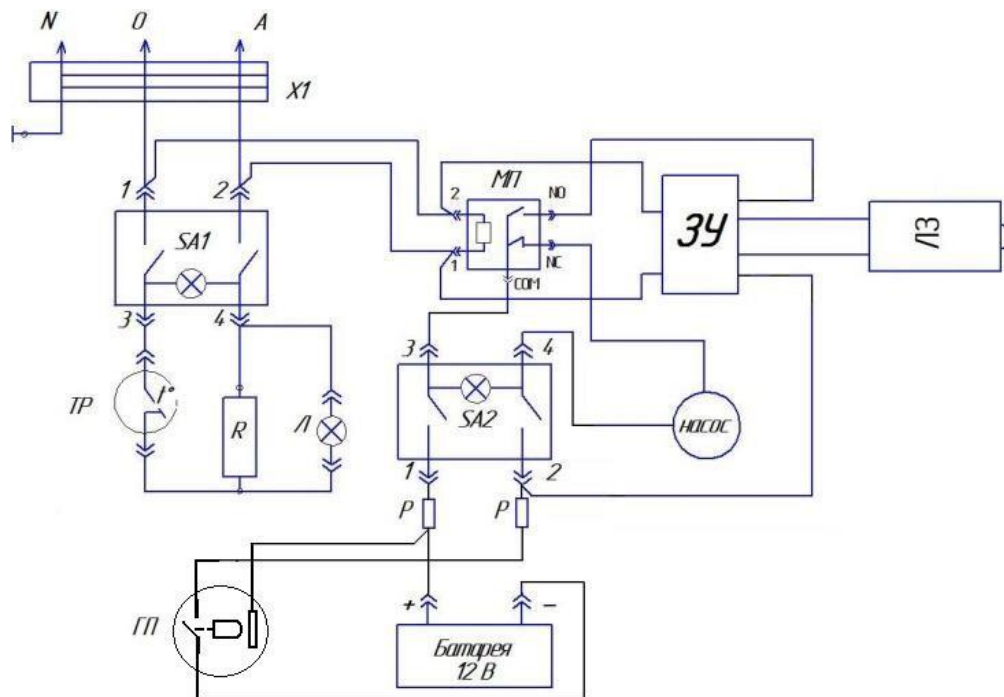 N O A
X1
1 2
SA1
3 4
ТР
t°
R
Л
2
МП
NO
1
NC
COM
ЗУ
ЛЗ
3 4
SA2
НАСОС
1 2
Р Р
ГП
+ −
Батарея
12 В